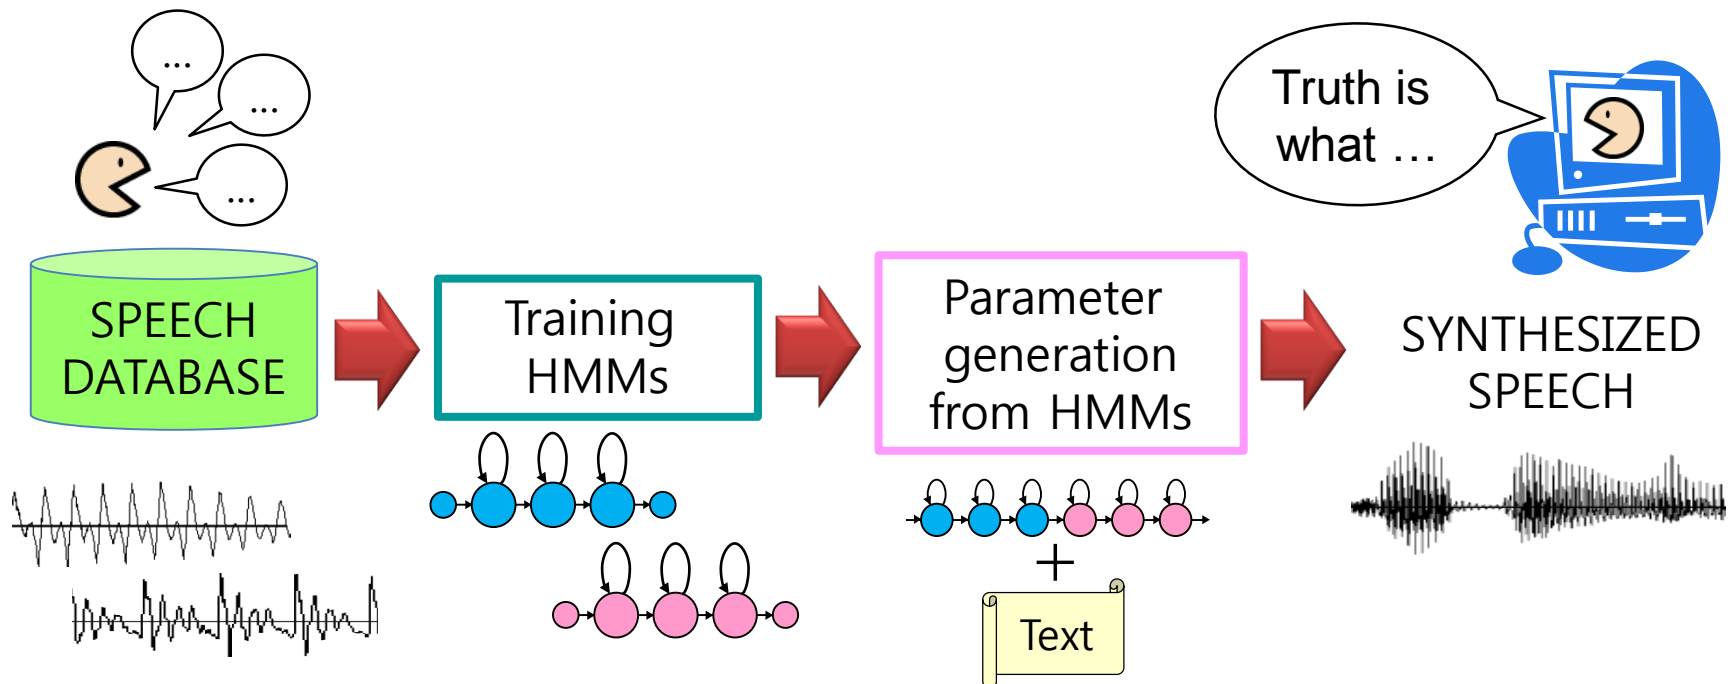 ...
...
...
Truth is
what ...
SPEECH
DATABASE
Training
HMMs
Parameter
generation
from HMMs
SYNTHESIZED
SPEECH
+
Text